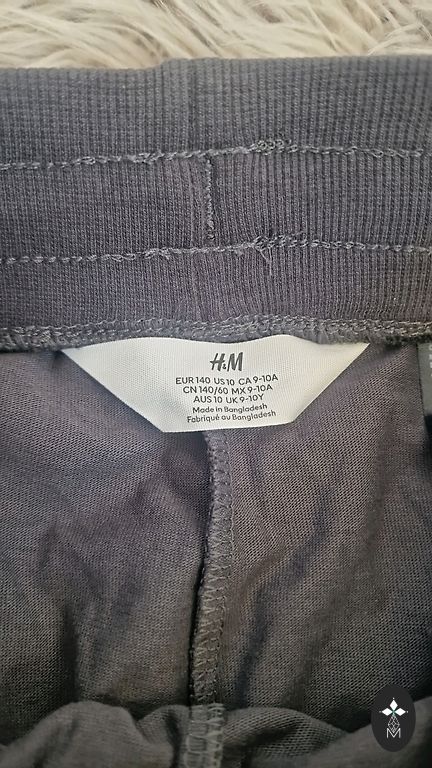 H&M
EUR 140 US 10 CA 9-10A
CN 140/60 MX 9-10A
AUS 10 UK 9-10Y
Made in Bangladesh
Fabriqué au Bangladesh
M